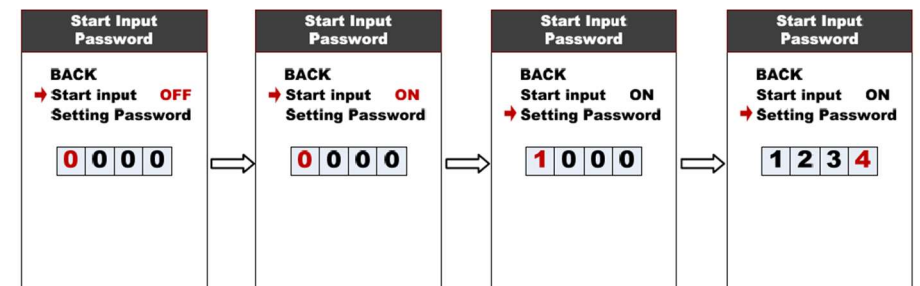 Start Input
Password
BACK
Start input OFF
Setting Password
0 0 0 0
Start Input
Password
BACK
Start input ON
Setting Password
0 0 0 0
Start Input
Password
BACK
Start input ON
Setting Password
1 0 0 0
Start Input
Password
BACK
Start input ON
Setting Password
1 2 3 4